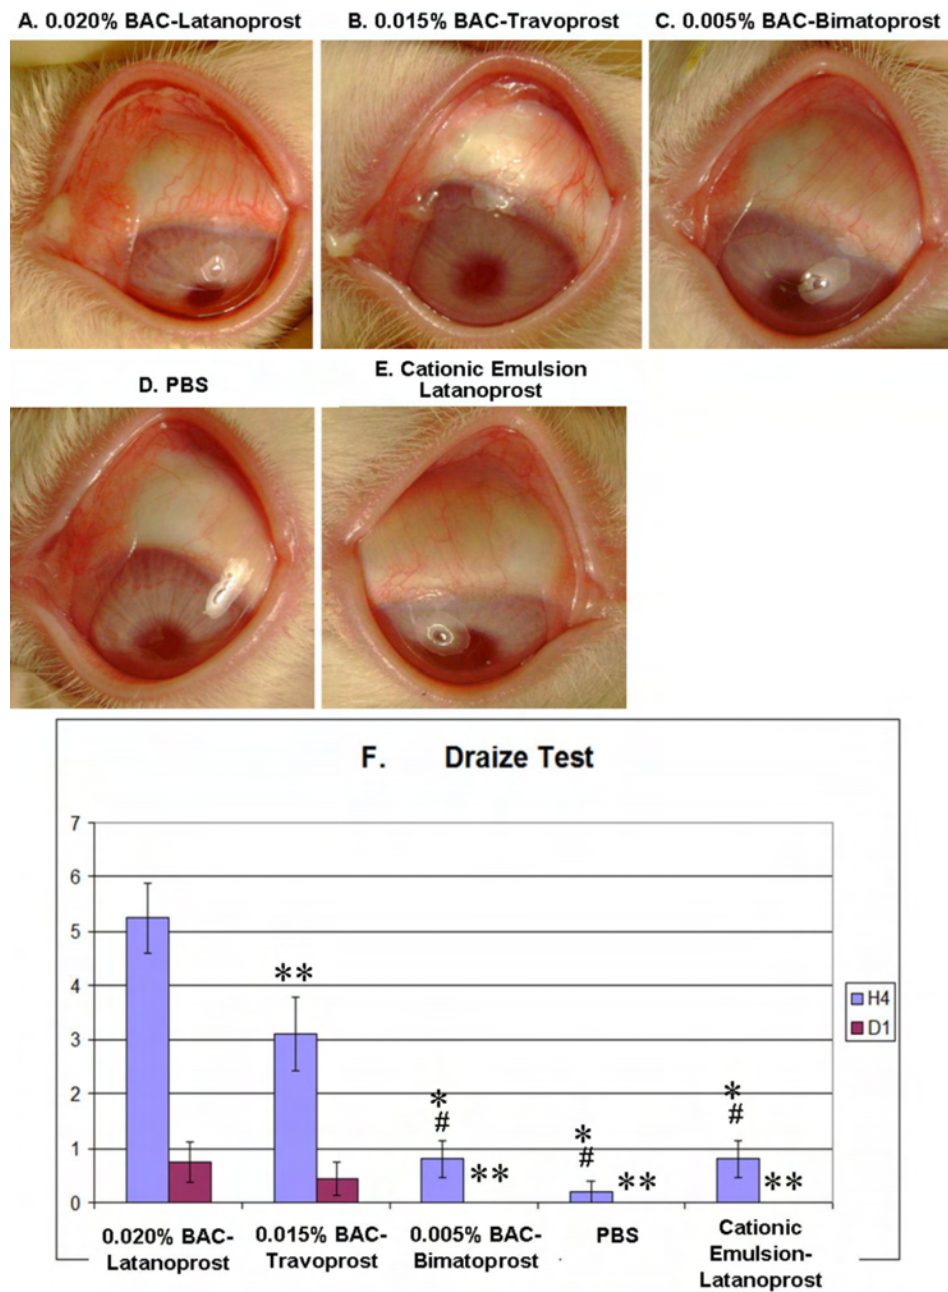 A. 0.020% BAC-Latanoprost
B. 0.015% BAC-Travoprost
C. 0.005% BAC-Bimatoprost
D. PBS
E. Cationic Emulsion
Latanoprost
F. Draize Test
7
6
5
4
3
2
1
0
**
*
#
**
*
#
**
*
#
**
H4
D1
0.020% BAC-
Latanoprost
0.015% BAC-
Travoprost
0.005% BAC-
Bimatoprost
PBS
Cationic
Emulsion-
Latanoprost